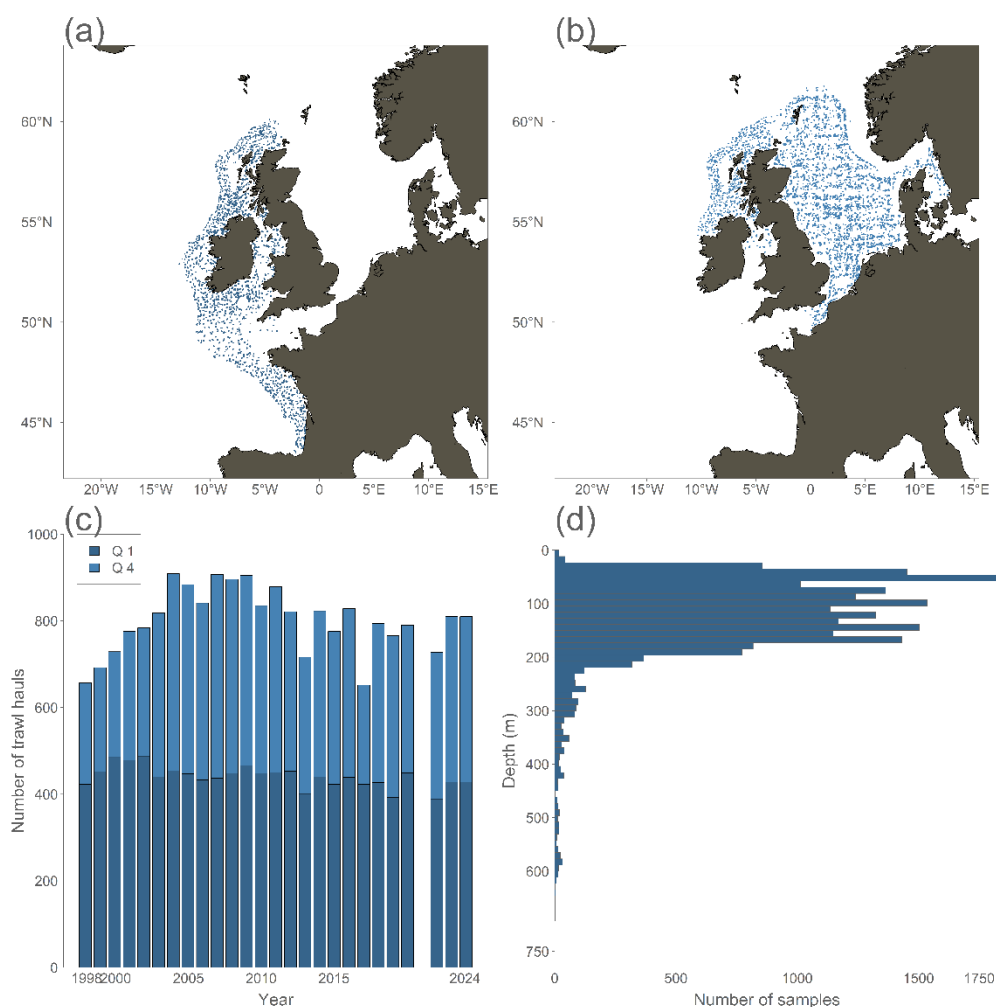 (a)
(b)
60°N
55°N
50°N
45°N
20°W 15°W 10°W 5°W 0 5°E 10°E 15°E
60°N
55°N
50°N
45°N
20°W 15°W 10°W 5°W 0 5°E 10°E 15°E
(c)
Q 1
Q 4
1000
800
600
400
200
0
Number of trawl hauls
1998 2000 2005 2010 2015 2024
Year
(d)
0
100
200
300
400
500
600
750
Depth (m)
0 500 1000 1500 1750
Number of samples